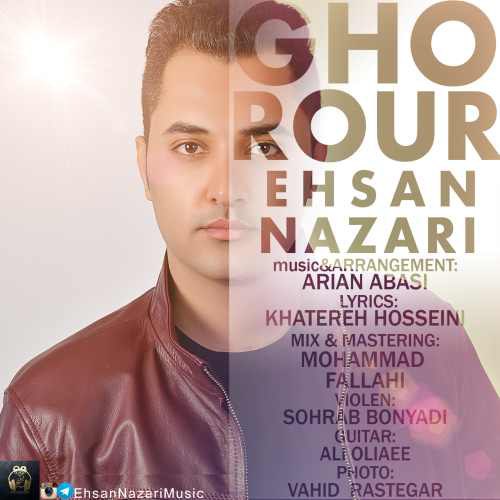 GHO
ROUR
EHSAN
NAZARI
music&ARRANGEMENT:
ARIAN ABASI
LYRICS:
KHATEREH HOSSEINI
MIX & MASTERING:
MOHAMMAD
FALLAHI
VIOLEN:
SOHRAB BONYADI
GUITAR:
ALI OLIAEE
PHOTO:
VAHID RASTEGAR
EhsanNazariMusic